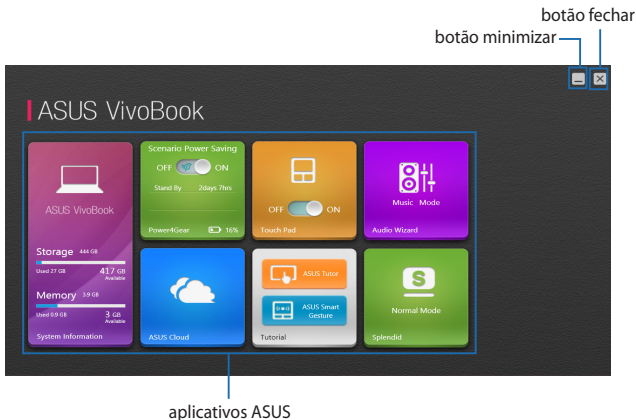 botão fechar
botão minimizar
ASUS VivoBook
ASUS VivoBook
Storage 444 GB
Used 27 GB 417 GB
Available
Memory 3.9 GB
Used 0.9 GB 3 GB
Available
System Information
Scenario Power Saving
OFF ON
Stand By 2days 7hrs
Power4Gear 16%
OFF ON
Touch Pad
Music Mode
Audio Wizard
ASUS Cloud
ASUS Tutor
ASUS Smart
Gesture
Tutorial
S
Normal Mode
Splendid
aplicativos ASUS